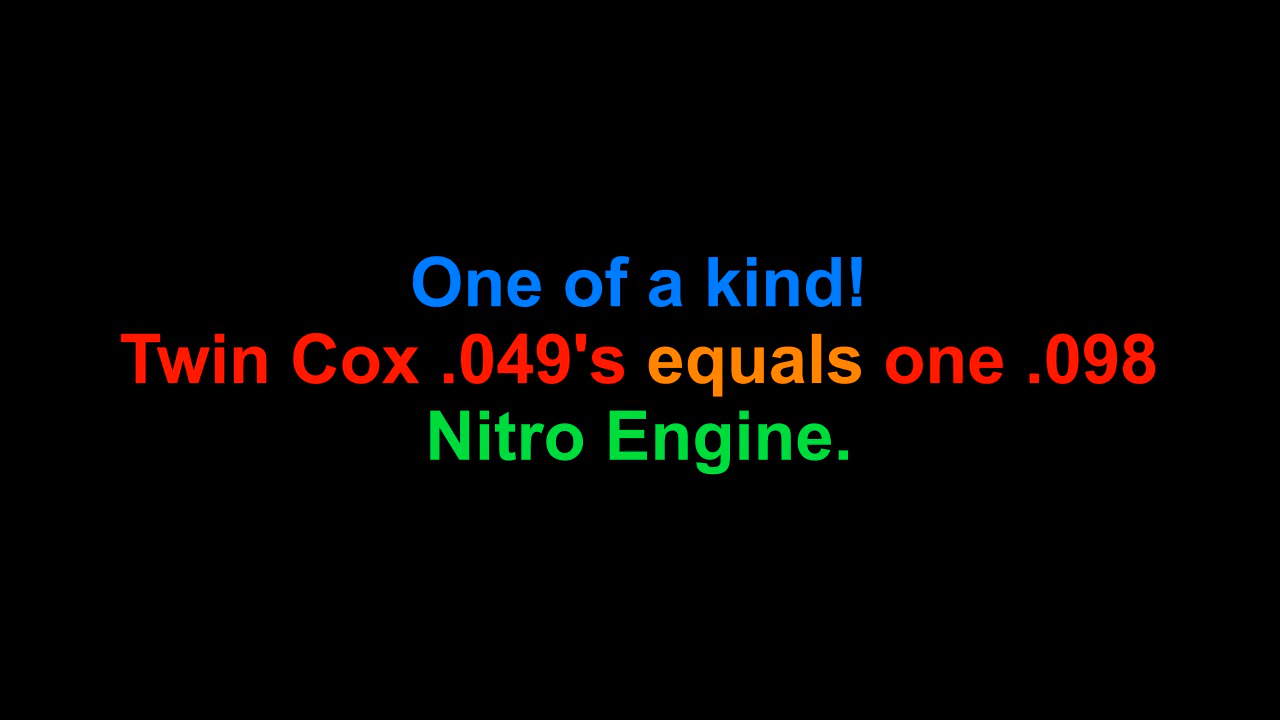 One of a kind!
Twin Cox .049's equals one .098
Nitro Engine.